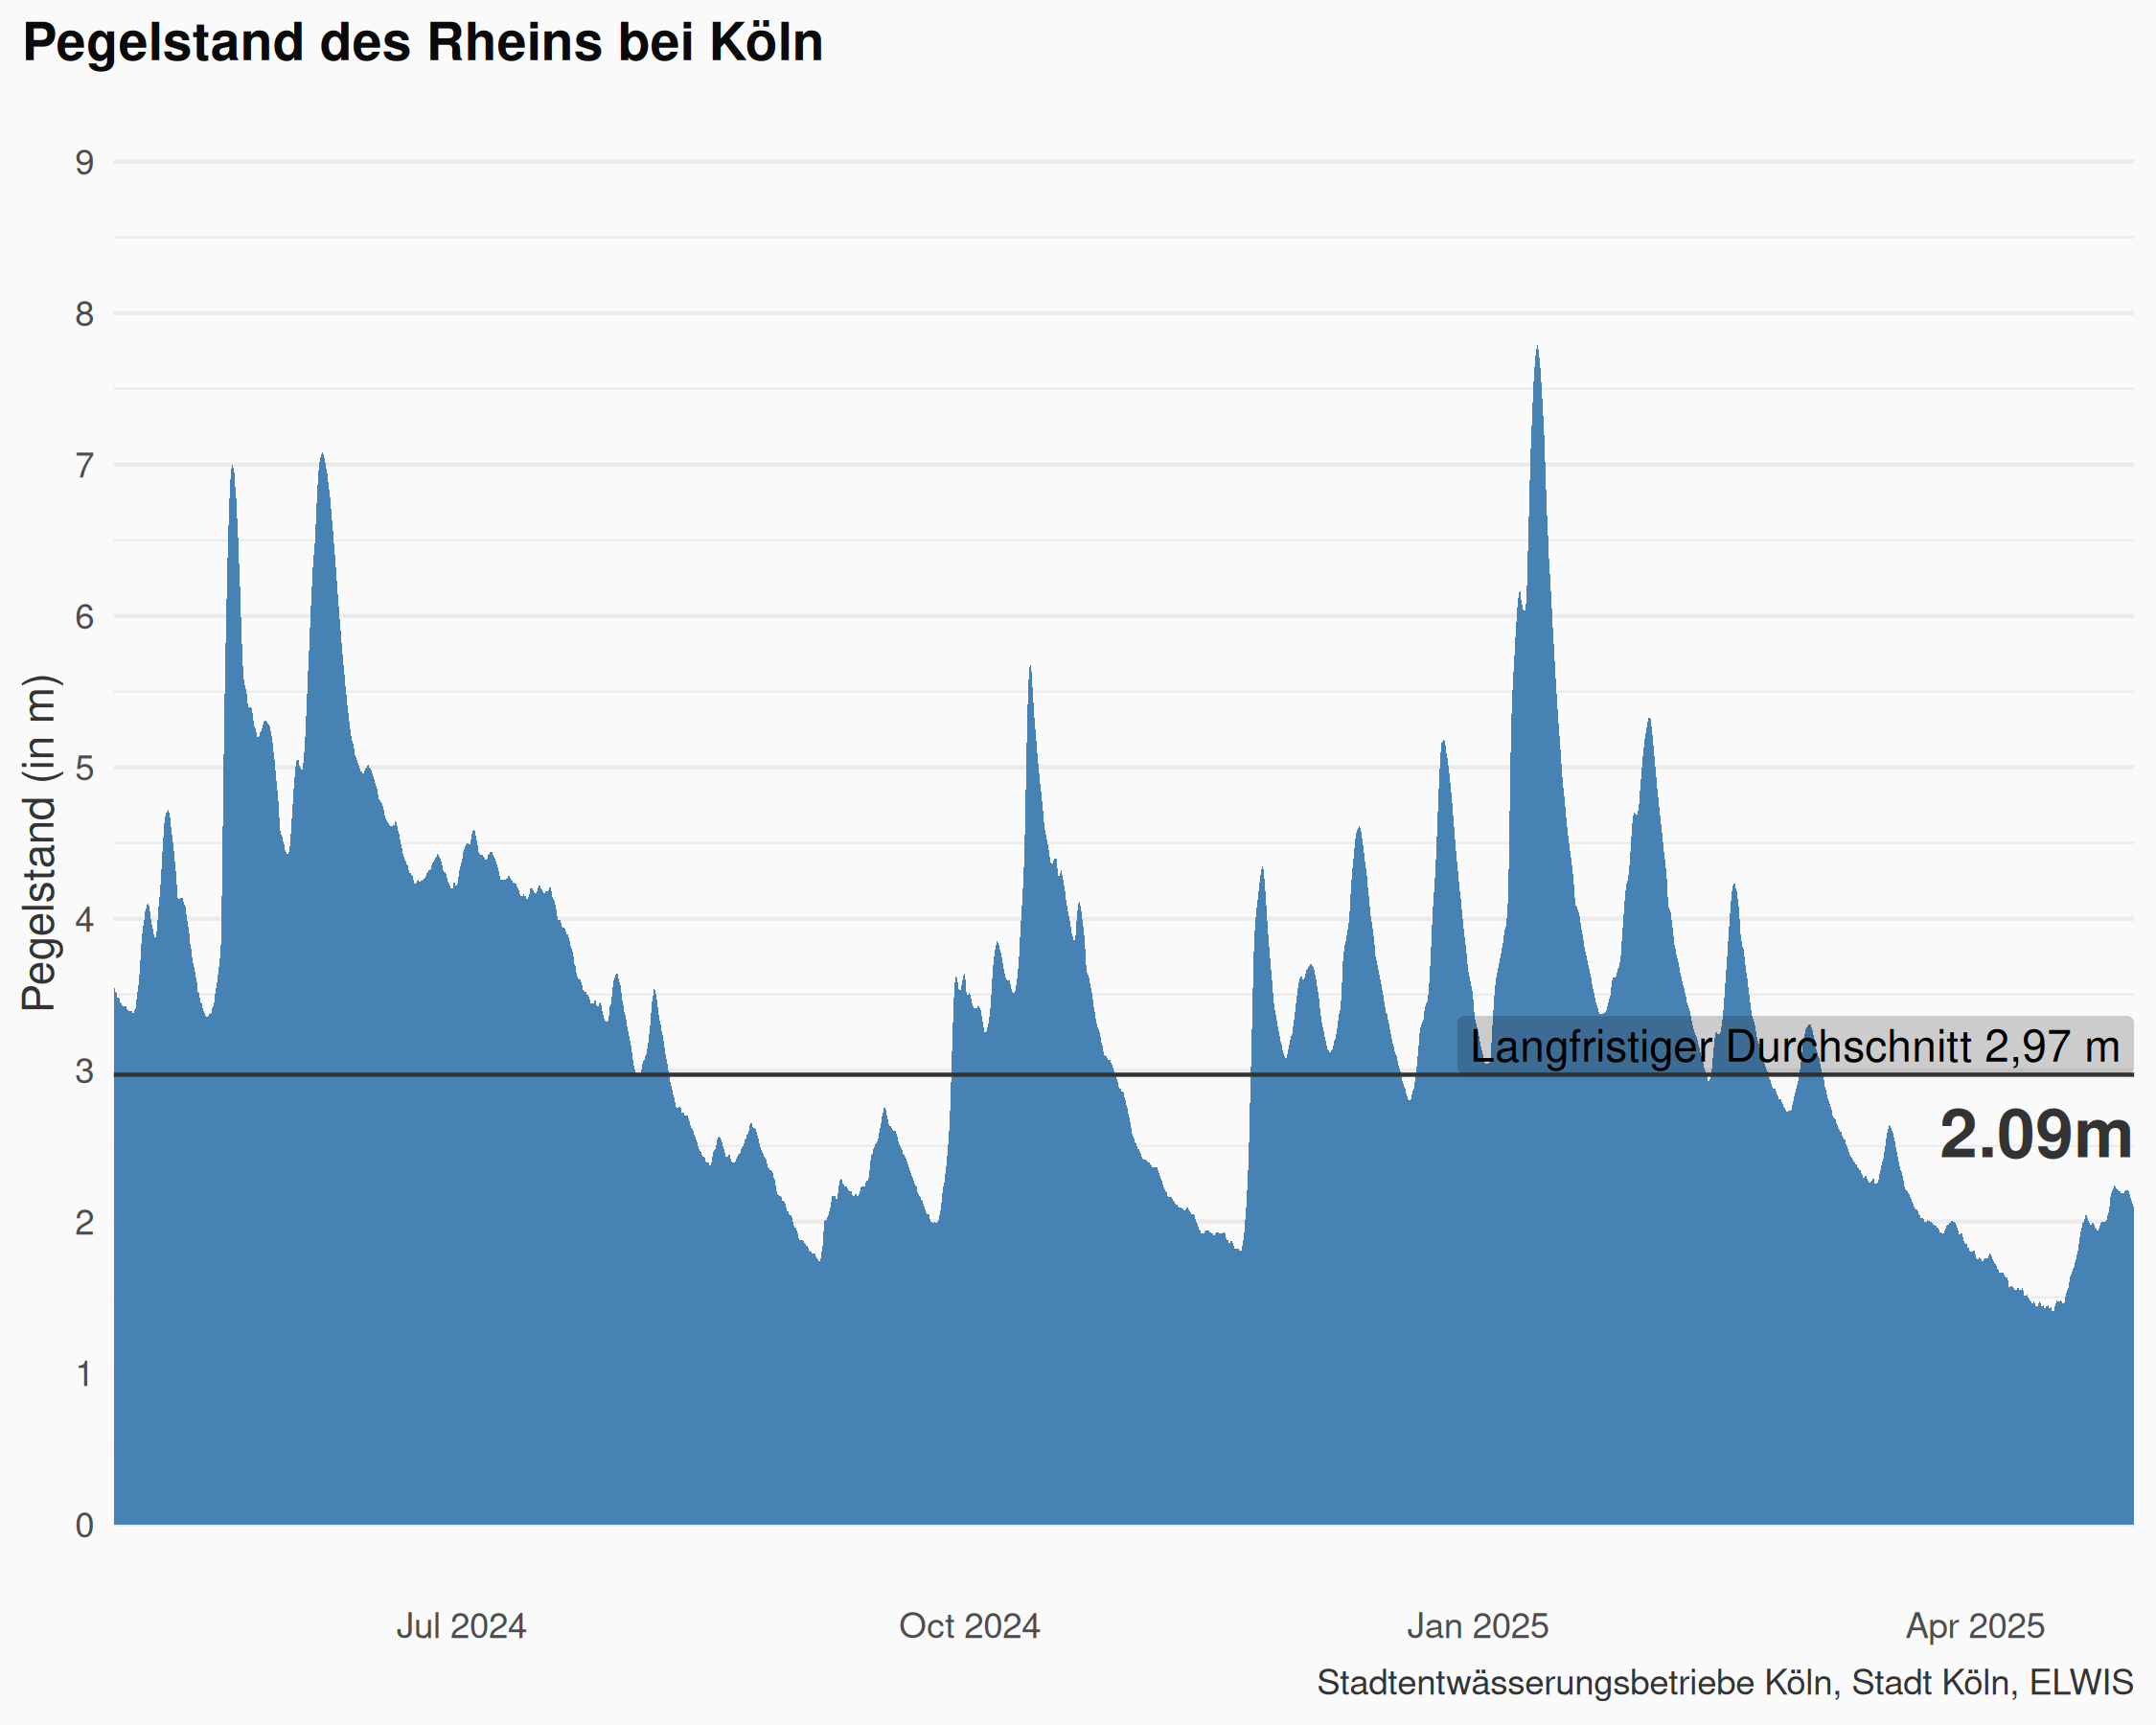 Pegelstand des Rheins bei Köln
Pegelstand (in m)
9
8
7
6
5
4
3
2
1
0
Langfristiger Durchschnitt 2,97 m
2.09m
Jul 2024
Oct 2024
Jan 2025
Apr 2025
Stadtentwässerungsbetriebe Köln, Stadt Köln, ELWIS